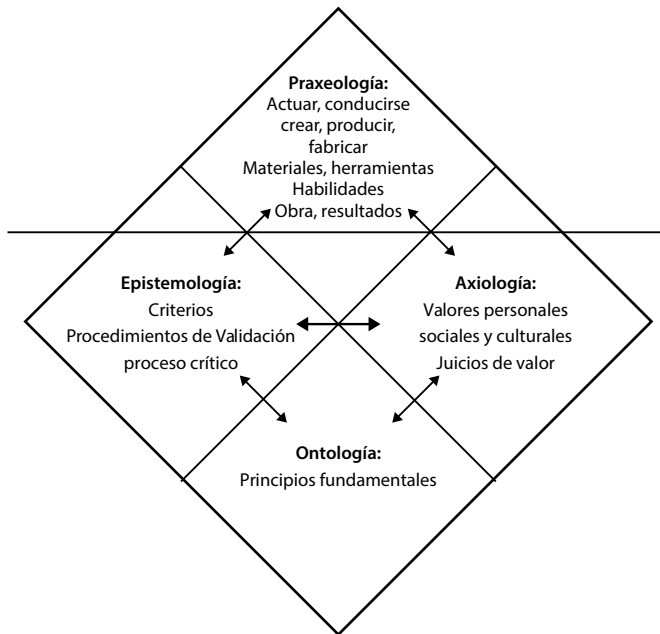 Praxeología:
Actuar, conducirse
crear, producir,
fabricar
Materiales, herramientas
Habilidades
Obra, resultados
Epistemología:
Criterios
Procedimientos de Validación
proceso crítico
Axiología:
Valores personales
sociales y culturales
Juicios de valor
Ontología:
Principios fundamentales